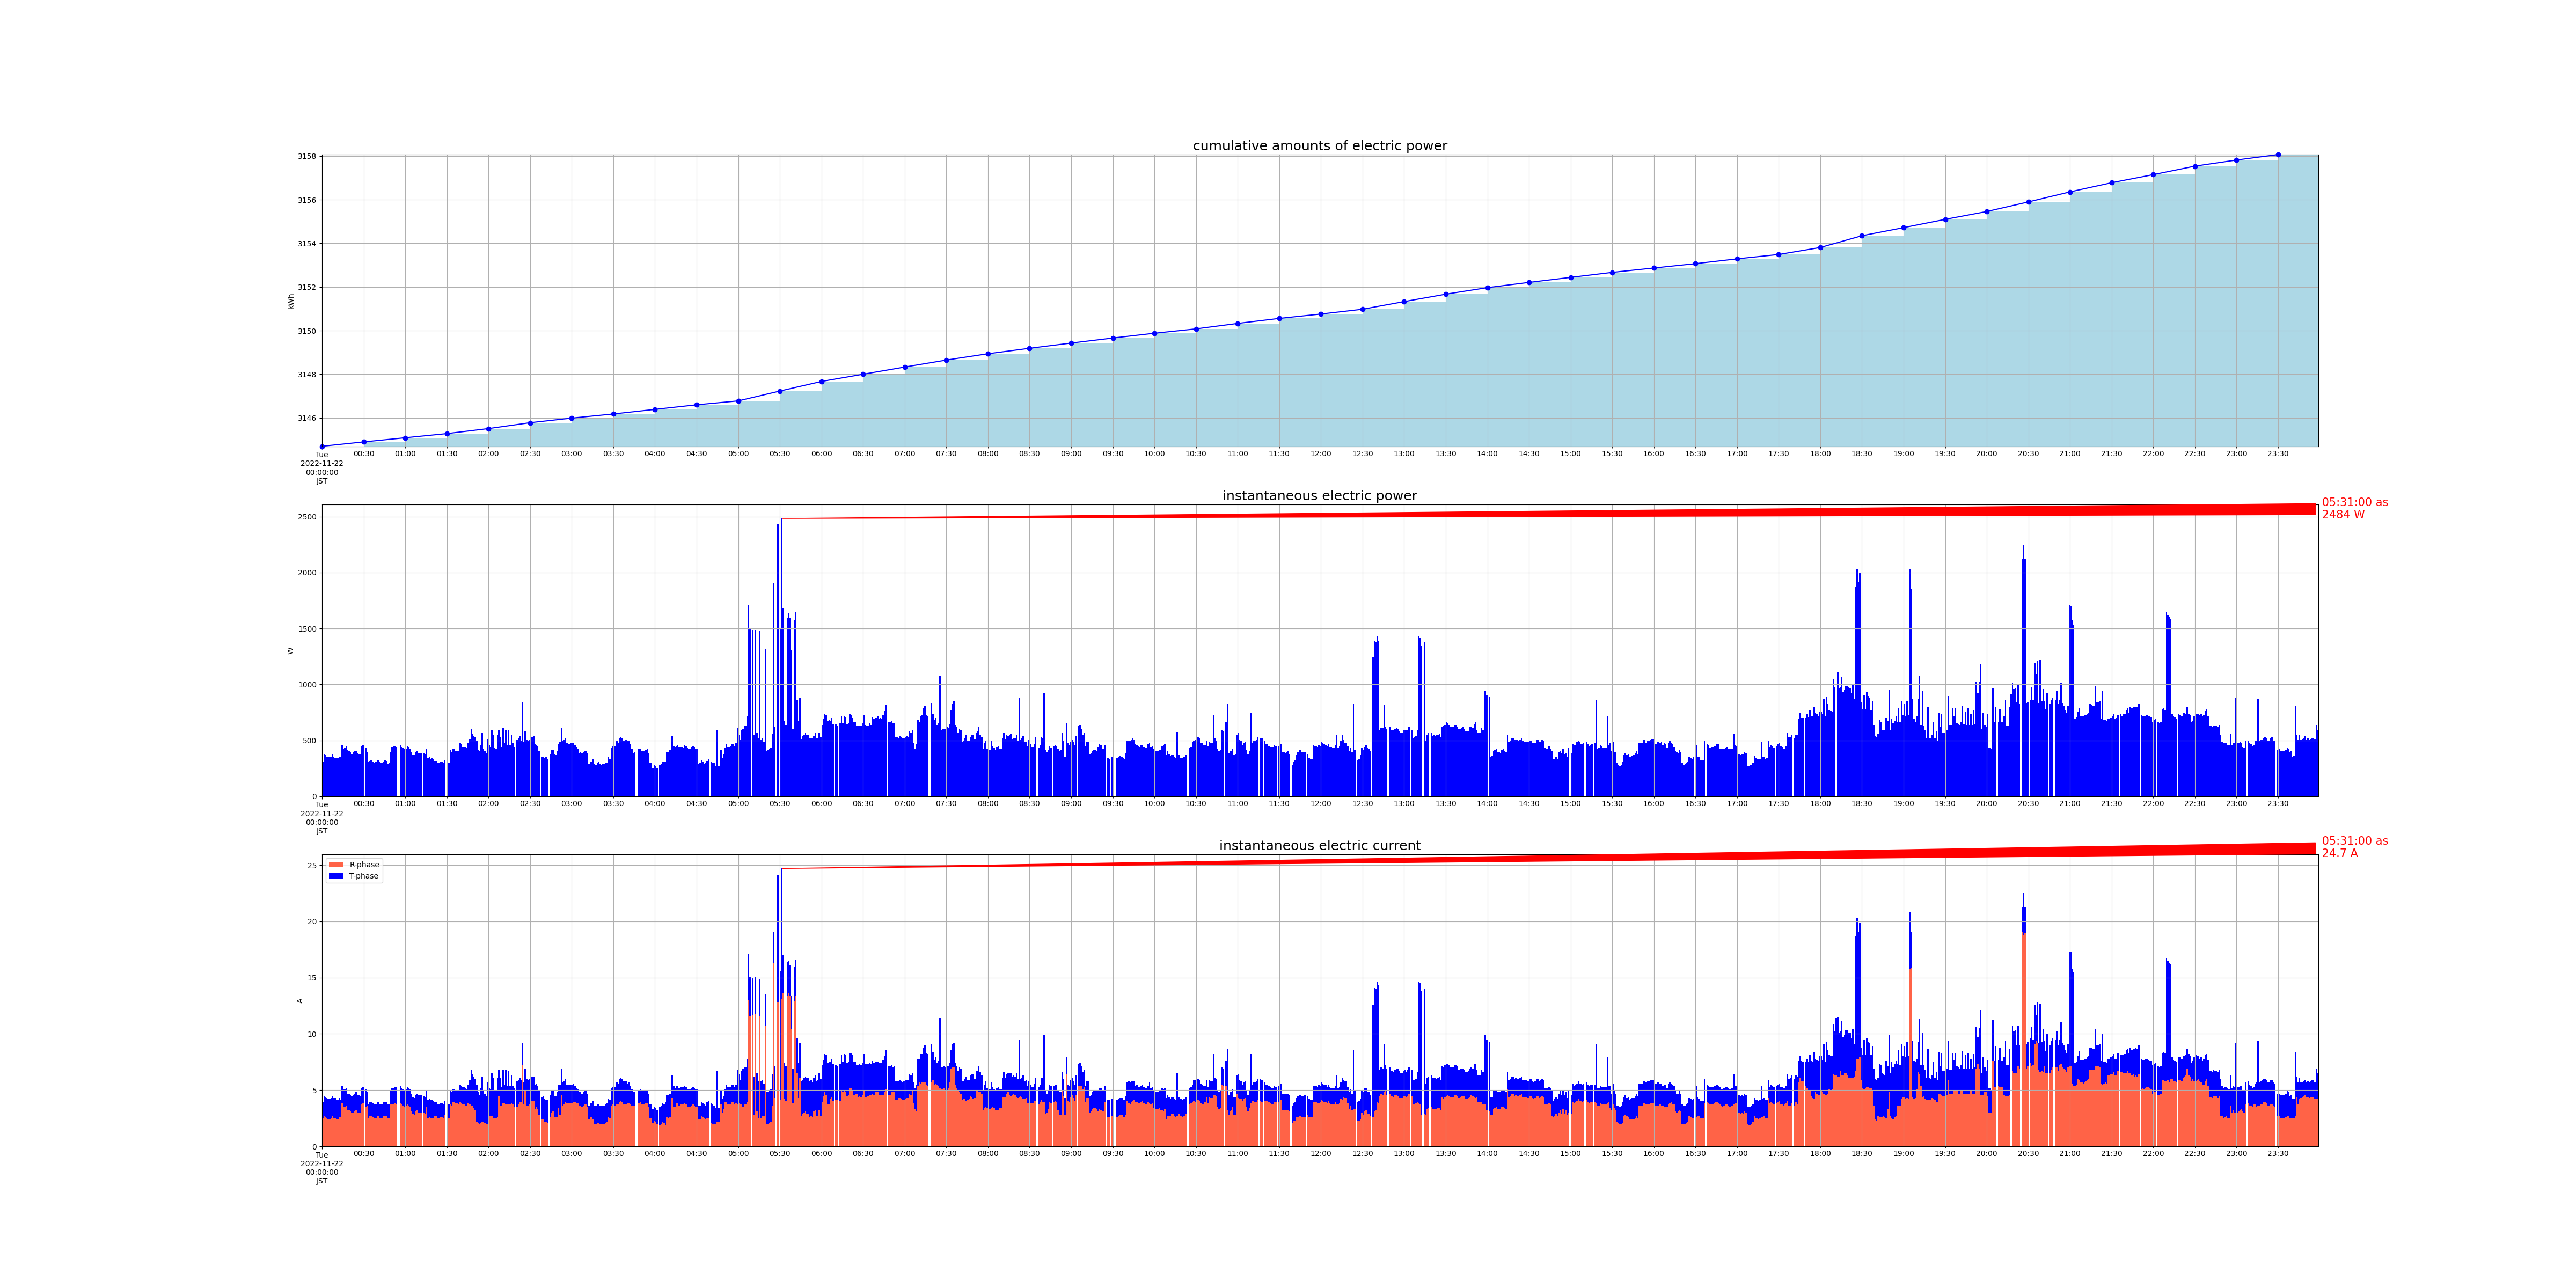 cumulative amounts of electric power
3158
3156
3154
3152
3150
3148
3146
kWh
00:30 01:00 01:30 02:00 02:30 03:00 03:30 04:00 04:30 05:00 05:30 06:00 06:30 07:00 07:30 08:00 08:30 09:00 09:30 10:00 10:30 11:00 11:30 12:00 12:30 13:00 13:30 14:00 14:30 15:00 15:30 16:00 16:30 17:00 17:30 18:00 18:30 19:00 19:30 20:00 20:30 21:00 21:30 22:00 22:30 23:00 23:30
Tue
2022-11-22
00:00:00
JST
instantaneous electric power
05:31:00 as
2484 W
2500
2000
1500
1000
500
0
W
00:30 01:00 01:30 02:00 02:30 03:00 03:30 04:00 04:30 05:00 05:30 06:00 06:30 07:00 07:30 08:00 08:30 09:00 09:30 10:00 10:30 11:00 11:30 12:00 12:30 13:00 13:30 14:00 14:30 15:00 15:30 16:00 16:30 17:00 17:30 18:00 18:30 19:00 19:30 20:00 20:30 21:00 21:30 22:00 22:30 23:00 23:30
Tue
2022-11-22
00:00:00
JST
instantaneous electric current
05:31:00 as
24.7 A
R-phase
T-phase
25
20
15
10
5
0
A
00:30 01:00 01:30 02:00 02:30 03:00 03:30 04:00 04:30 05:00 05:30 06:00 06:30 07:00 07:30 08:00 08:30 09:00 09:30 10:00 10:30 11:00 11:30 12:00 12:30 13:00 13:30 14:00 14:30 15:00 15:30 16:00 16:30 17:00 17:30 18:00 18:30 19:00 19:30 20:00 20:30 21:00 21:30 22:00 22:30 23:00 23:30
Tue
2022-11-22
00:00:00
JST